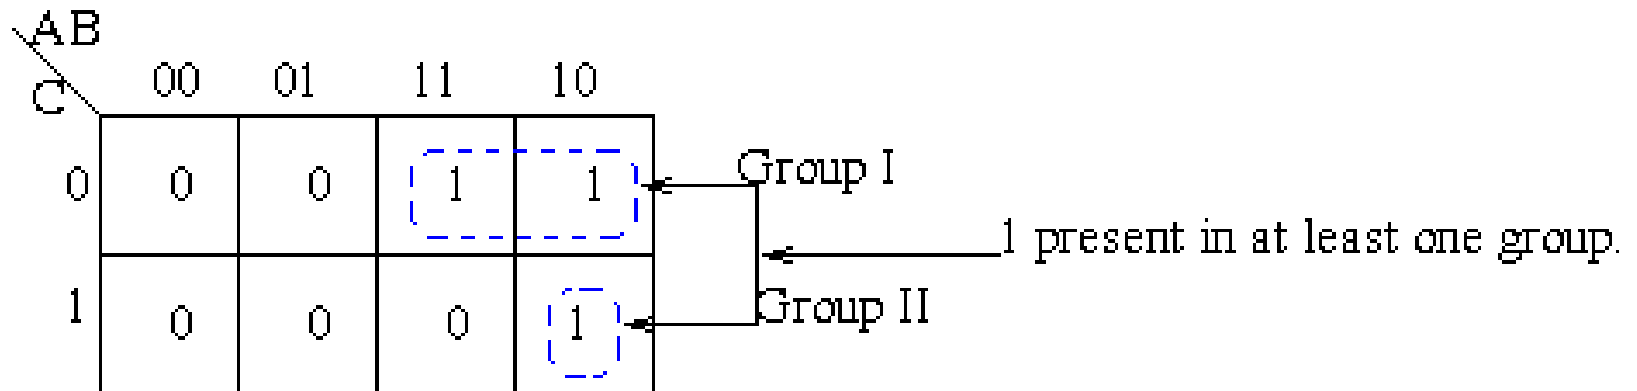 AB
C
00 01 11 10
0 0 0 1 1 Group I
1 present in at least one group.
1 0 0 0 1 Group II